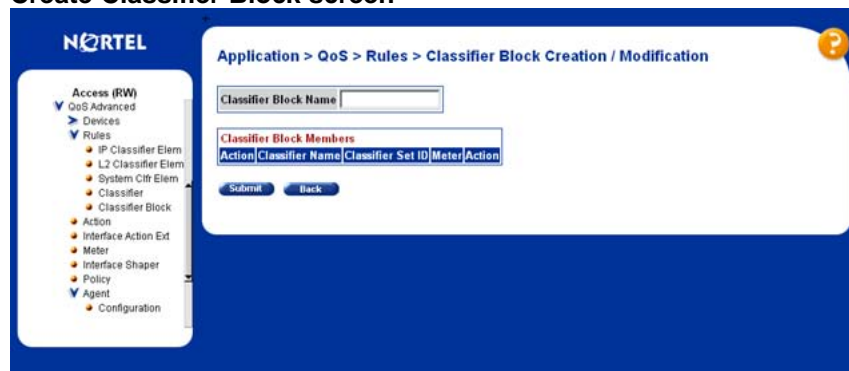 Create Classifier Block screen
NORTEL
Application > QoS > Rules > Classifier Block Creation / Modification
?
Access (RW)
QoS Advanced
Devices
Rules
IP Classifier Elem
L2 Classifier Elem
System Clfr Elem
Classifier
Classifier Block
Action
Interface Action Ext
Meter
Interface Shaper
Policy
Agent
Configuration
Classifier Block Name
Classifier Block Members
Action Classifier Name Classifier Set ID Meter Action
Submit Back